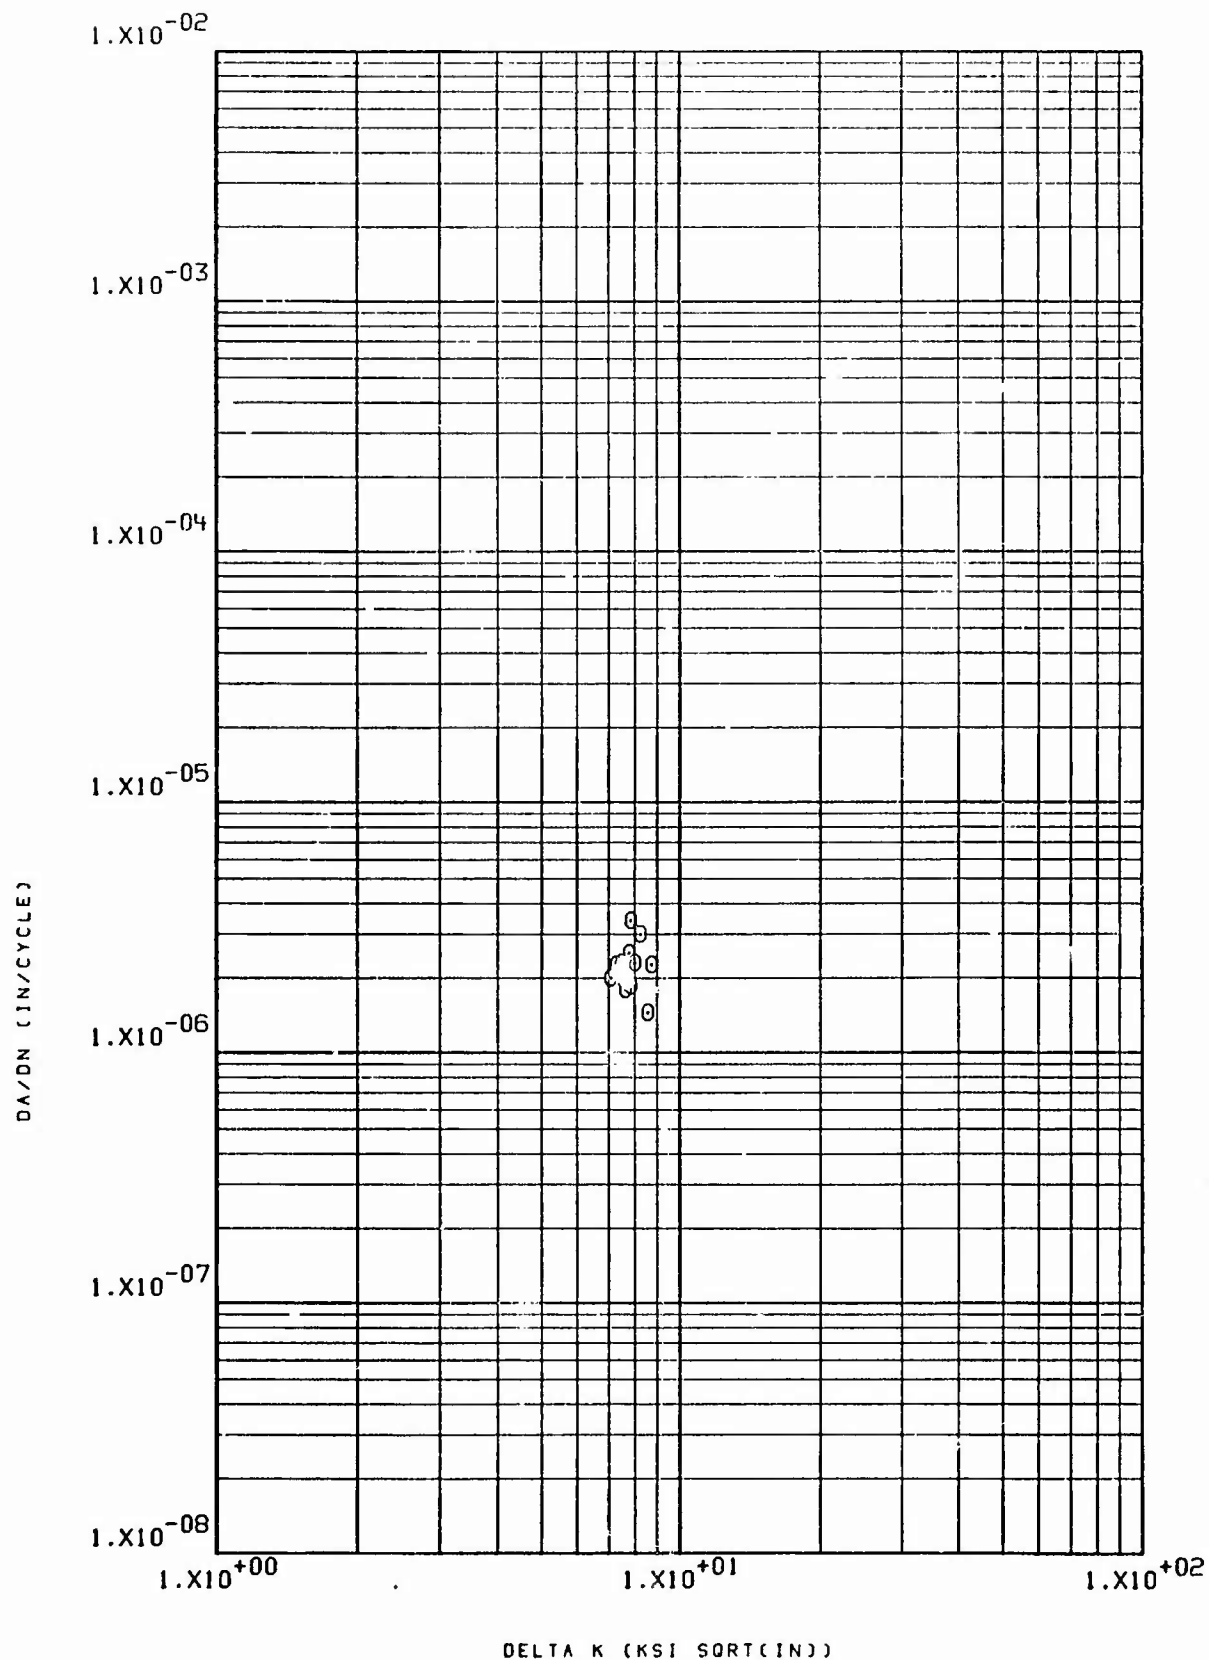 1.X10^-02
1.X10^-03
1.X10^-04
1.X10^-05
1.X10^-06
1.X10^-07
1.X10^-08
DA/DN (IN/CYCLE)
1.X10^+00
1.X10^+01
1.X10^+02
DELTA K (KSI SQRT(IN))